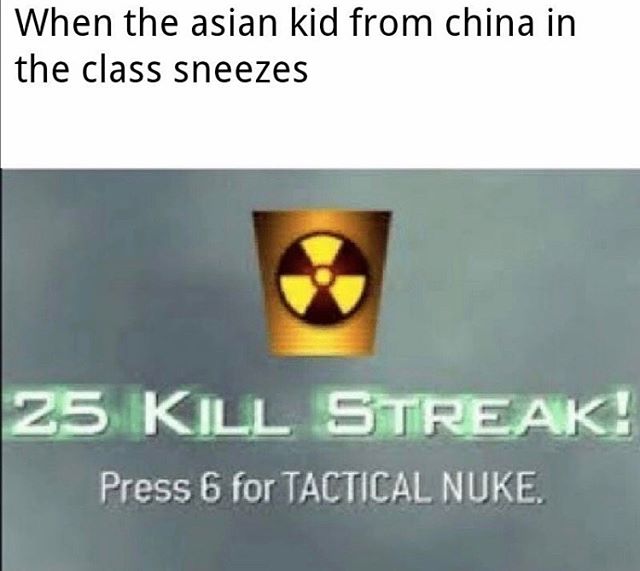 When the asian kid from china in
the class sneezes
25 KILL STREAK!
Press 6 for TACTICAL NUKE.